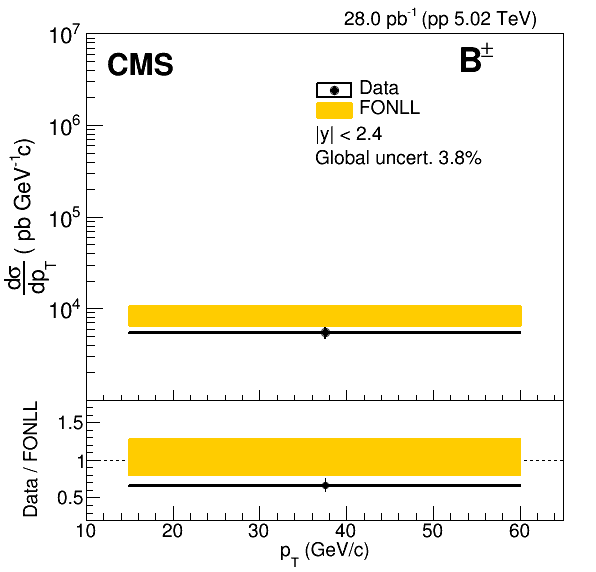 28.0 pb⁻¹ (pp 5.02 TeV)
CMS
B±
Data
FONLL
|y| < 2.4
Global uncert. 3.8%
10⁷
10⁶
10⁵
10⁴
dσ/dp_T ( pb GeV⁻¹c)
1.5
1
0.5
Data / FONLL
10 20 30 40 50 60
p_T (GeV/c)